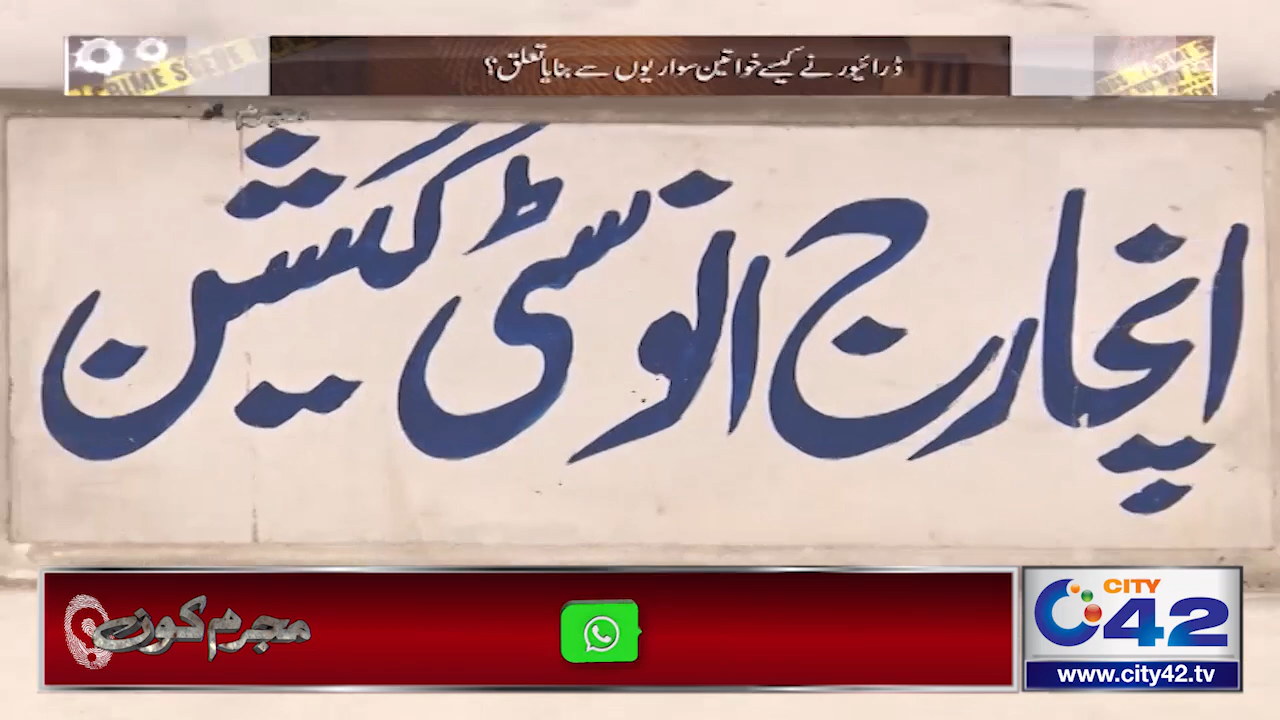 ڈرائیور نے کیسے خواتین سواریوں سے بنایا تعلق؟
انچارج انوسٹی گیشن
مجرم کون
CITY
42
www.city42.tv